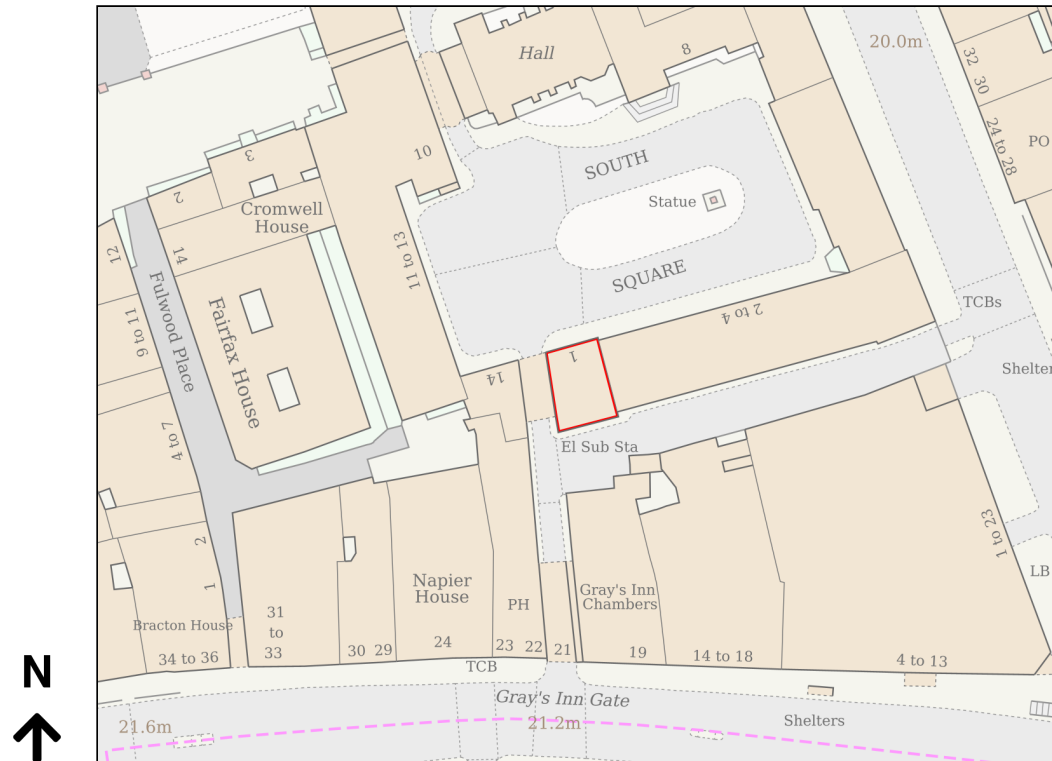 Hall
8
20.0m
32
30
24 to 28
PO
3
10
SOUTH
2
Cromwell
House
Statue
12
14
11 to 13
SQUARE
Fulwood Place
Fairfax House
9 to 11
TCBs
2 to 4
1
14
Shelter
4 to 7
El Sub Sta
1 to 23
2
1
LB
Napier
House
Gray's Inn
Chambers
PH
Bracton House
31
to
33
34 to 36
30
29
24
23
22
21
19
14 to 18
4 to 13
TCB
Gray's Inn Gate
21.6m
21.2m
Shelters
N